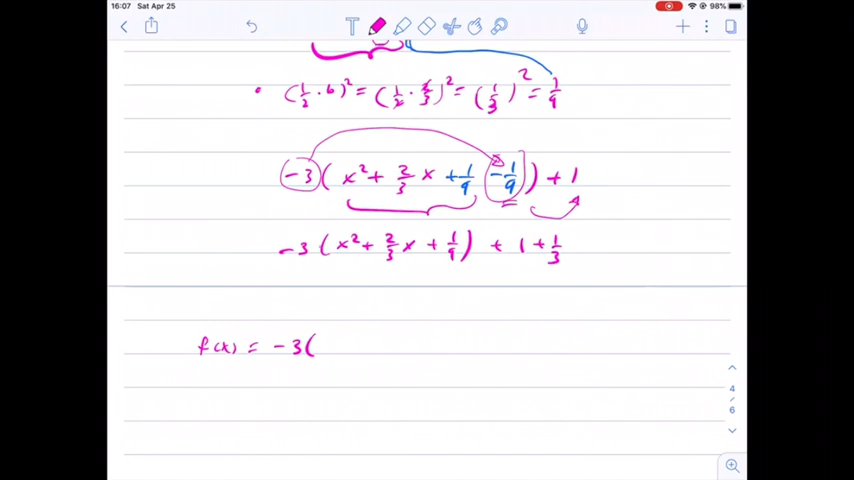 16:07 Sat Apr 25 98%
(1/2 · b)² = (1/2 · 2/3)² = (1/3)² = 1/9
-3( x² + 2/3 x + 1/9 - 1/9 ) + 1
-3 ( x² + 2/3 x + 1/9 ) + 1 + 1/3
f(x) = -3(
4
/
6